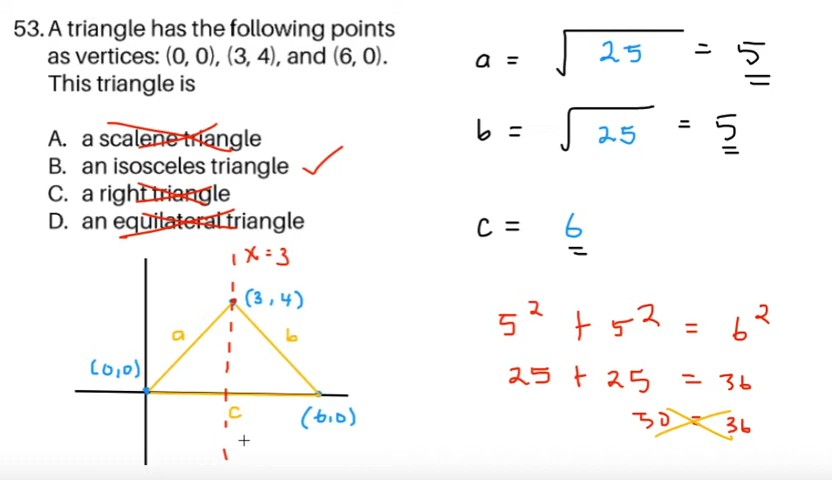 53. A triangle has the following points
as vertices: (0, 0), (3, 4), and (6, 0).
This triangle is
A. a scalene triangle
B. an isosceles triangle ✓
C. a right triangle
D. an equilateral triangle
x = 3
(3, 4)
a
b
(0,0)
c
(6,0)
a = √25 = 5
b = √25 = 5
c = 6
5² + 5² = 6²
25 + 25 = 36
50 = 36